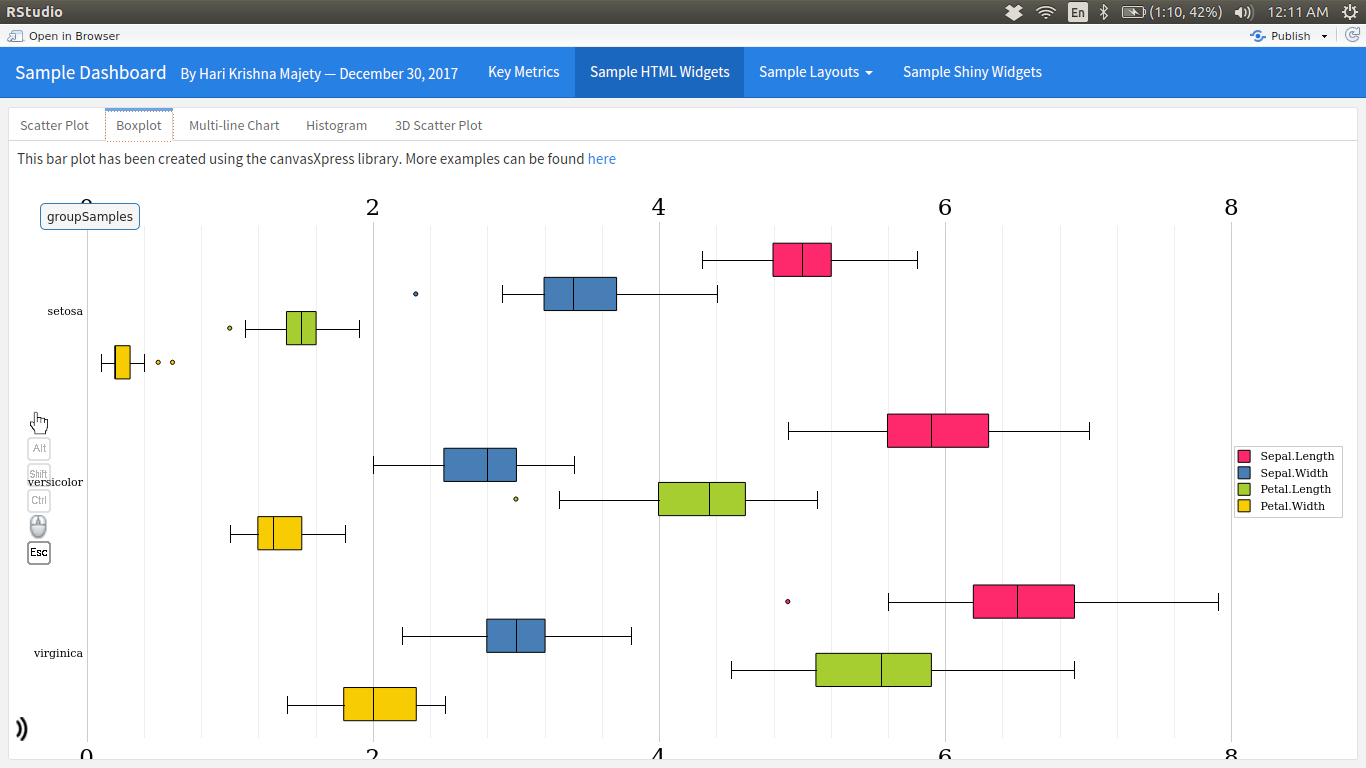 RStudio
En
(1:10, 42%)
12:11 AM
Open in Browser
Publish
Sample Dashboard By Hari Krishna Majety — December 30, 2017 Key Metrics Sample HTML Widgets Sample Layouts Sample Shiny Widgets
Scatter Plot Boxplot Multi-line Chart Histogram 3D Scatter Plot
This bar plot has been created using the canvasXpress library. More examples can be found here
0 2 4 6 8
groupSamples
setosa
Alt
Shift
versicolor
Ctrl
Esc
Sepal.Length
Sepal.Width
Petal.Length
Petal.Width
virginica
0 2 4 6 8